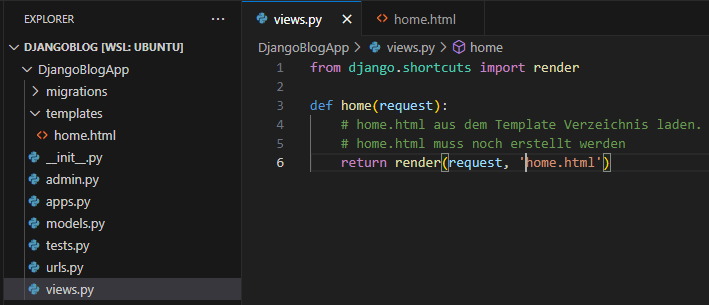 EXPLORER
DJANGOBLOG [WSL: UBUNTU]
DjangoBlogApp
migrations
templates
<> home.html
__init__.py
admin.py
apps.py
models.py
tests.py
urls.py
views.py
views.py
<> home.html
DjangoBlogApp > views.py > home
1 from django.shortcuts import render
2
3 def home(request):
4     # home.html aus dem Template Verzeichnis laden.
5     # home.html muss noch erstellt werden
6     return render(request, 'home.html')